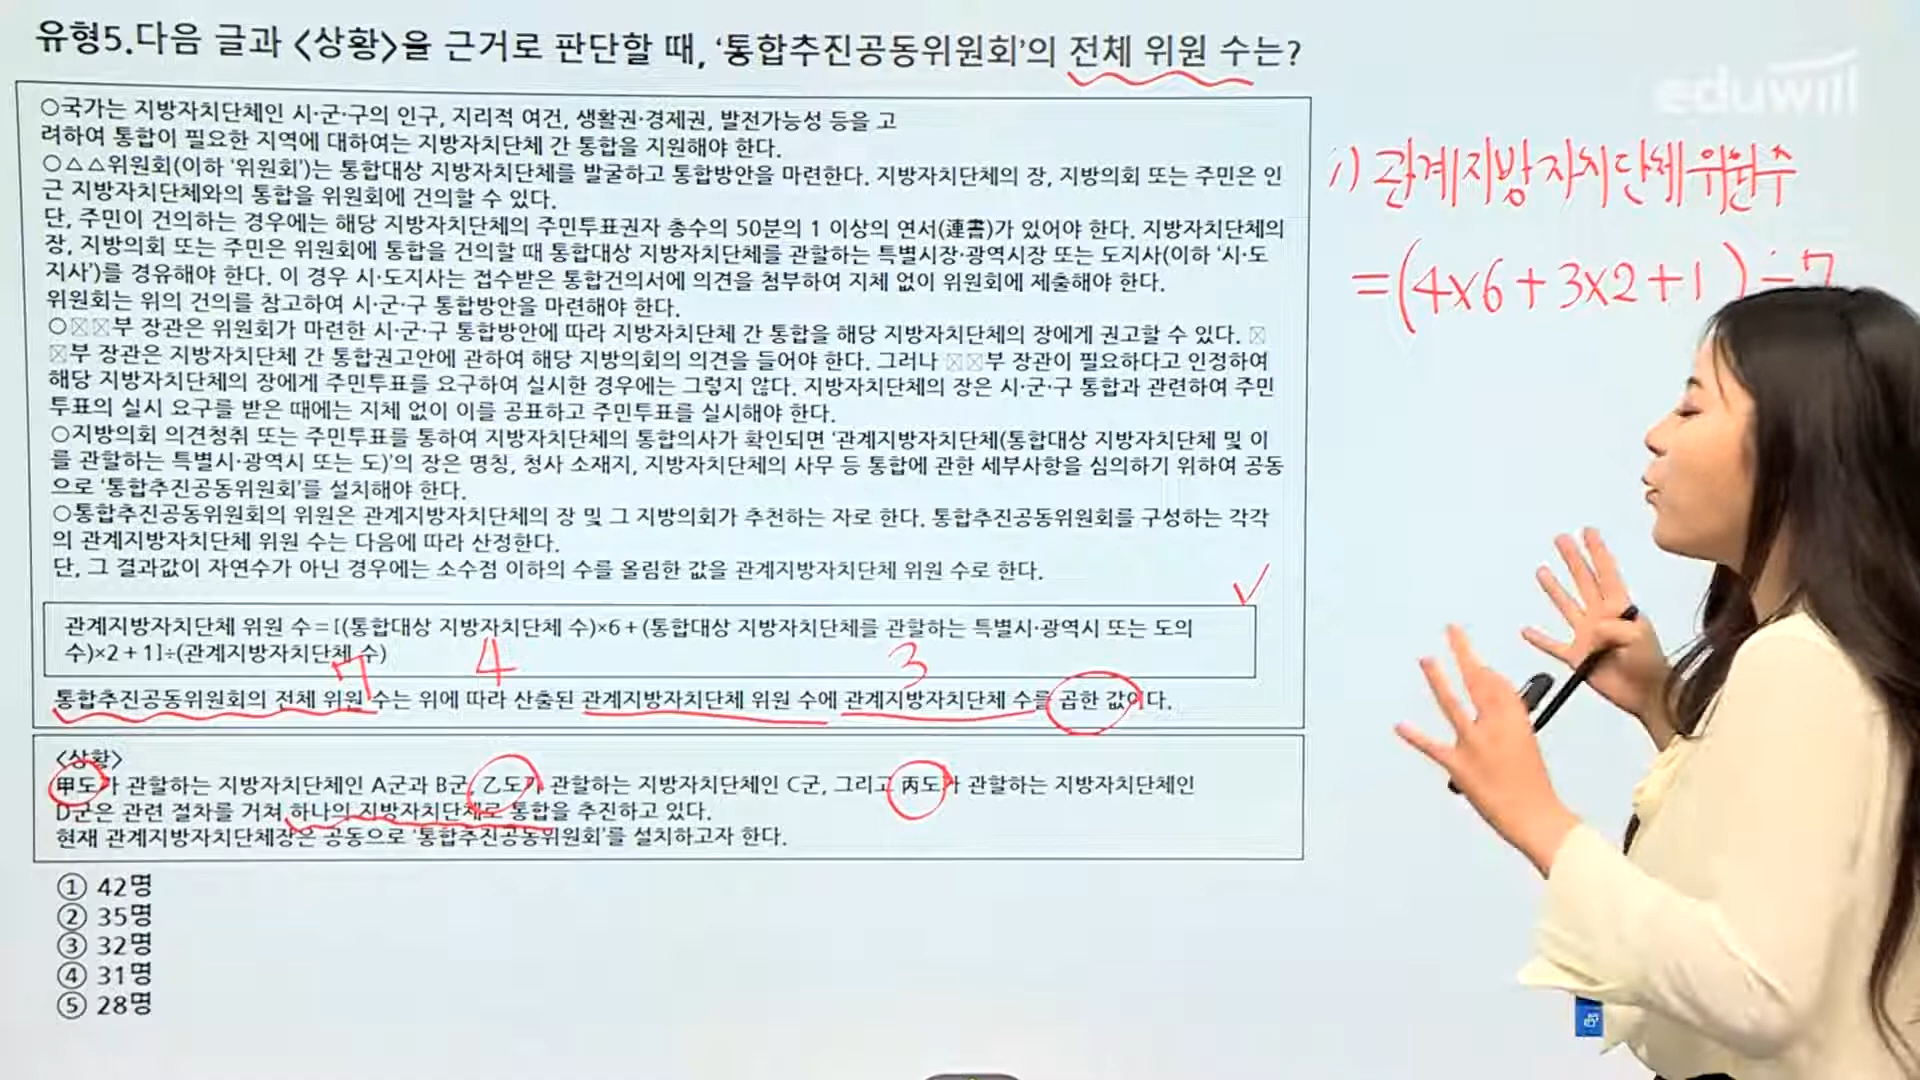 유형5.다음 글과 <상황>을 근거로 판단할 때, ‘통합추진공동위원회’의 전체 위원 수는?
eduwill
○국가는 지방자치단체인 시·군·구의 인구, 지리적 여건, 생활권·경제권, 발전가능성 등을 고
려하여 통합이 필요한 지역에 대하여는 지방자치단체 간 통합을 지원해야 한다.
○△△위원회(이하 ‘위원회’)는 통합대상 지방자치단체를 발굴하고 통합방안을 마련한다. 지방자치단체의 장, 지방의회 또는 주민은 인
근 지방자치단체와의 통합을 위원회에 건의할 수 있다.
단, 주민이 건의하는 경우에는 해당 지방자치단체의 주민투표권자 총수의 50분의 1 이상의 연서(連書)가 있어야 한다. 지방자치단체의
장, 지방의회 또는 주민은 위원회에 통합을 건의할 때 통합대상 지방자치단체를 관할하는 특별시장·광역시장 또는 도지사(이하 ‘시·도
지사’)를 경유해야 한다. 이 경우 시·도지사는 접수받은 통합건의서에 의견을 첨부하여 지체 없이 위원회에 제출해야 한다.
위원회는 위의 건의를 참고하여 시·군·구 통합방안을 마련해야 한다.
○☒☒부 장관은 위원회가 마련한 시·군·구 통합방안에 따라 지방자치단체 간 통합을 해당 지방자치단체의 장에게 권고할 수 있다. ☒
☒부 장관은 지방자치단체 간 통합권고안에 관하여 해당 지방의회의 의견을 들어야 한다. 그러나 ☒☒부 장관이 필요하다고 인정하여
해당 지방자치단체의 장에게 주민투표를 요구하여 실시한 경우에는 그렇지 않다. 지방자치단체의 장은 시·군·구 통합과 관련하여 주민
투표의 실시 요구를 받은 때에는 지체 없이 이를 공표하고 주민투표를 실시해야 한다.
○지방의회 의견청취 또는 주민투표를 통하여 지방자치단체의 통합의사가 확인되면 ‘관계지방자치단체(통합대상 지방자치단체 및 이
를 관할하는 특별시·광역시 또는 도)’의 장은 명칭, 청사 소재지, 지방자치단체의 사무 등 통합에 관한 세부사항을 심의하기 위하여 공동
으로 ‘통합추진공동위원회’를 설치해야 한다.
○통합추진공동위원회의 위원은 관계지방자치단체의 장 및 그 지방의회가 추천하는 자로 한다. 통합추진공동위원회를 구성하는 각각
의 관계지방자치단체 위원 수는 다음에 따라 산정한다.
단, 그 결과값이 자연수가 아닌 경우에는 소수점 이하의 수를 올림한 값을 관계지방자치단체 위원 수로 한다.
관계지방자치단체 위원 수=[(통합대상 지방자치단체 수)×6+(통합대상 지방자치단체를 관할하는 특별시·광역시 또는 도의
수)×2+1]÷(관계지방자치단체 수)
7 4 3
통합추진공동위원회의 전체 위원 수는 위에 따라 산출된 관계지방자치단체 위원 수에 관계지방자치단체 수를 곱한 값이다.
<상황>
甲도가 관할하는 지방자치단체인 A군과 B군, 乙도가 관할하는 지방자치단체인 C군, 그리고 丙도가 관할하는 지방자치단체인
D군은 관련 절차를 거쳐 하나의 지방자치단체로 통합을 추진하고 있다.
현재 관계지방자치단체장은 공동으로 ‘통합추진공동위원회’를 설치하고자 한다.
① 42명
② 35명
③ 32명
④ 31명
⑤ 28명
1) 관계지방자치단체 위원수
=(4x6+3x2+1)÷7